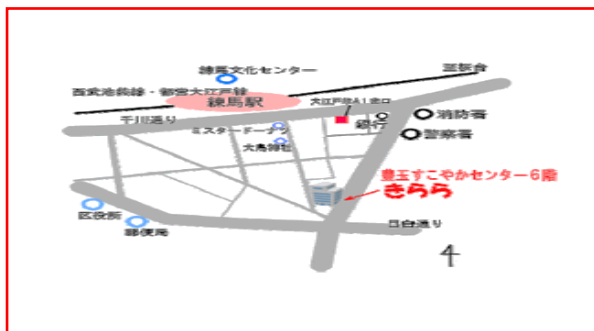 練馬文化センター
至新宿
西武池袋線・都営大江戸線
練馬駅
大江戸線A1出口
千川通り
ミスタードーナツ
銀行
消防署
大鳥神社
警察署
豊玉すこやかセンター6階
きらら
区役所
郵便局
目白通り